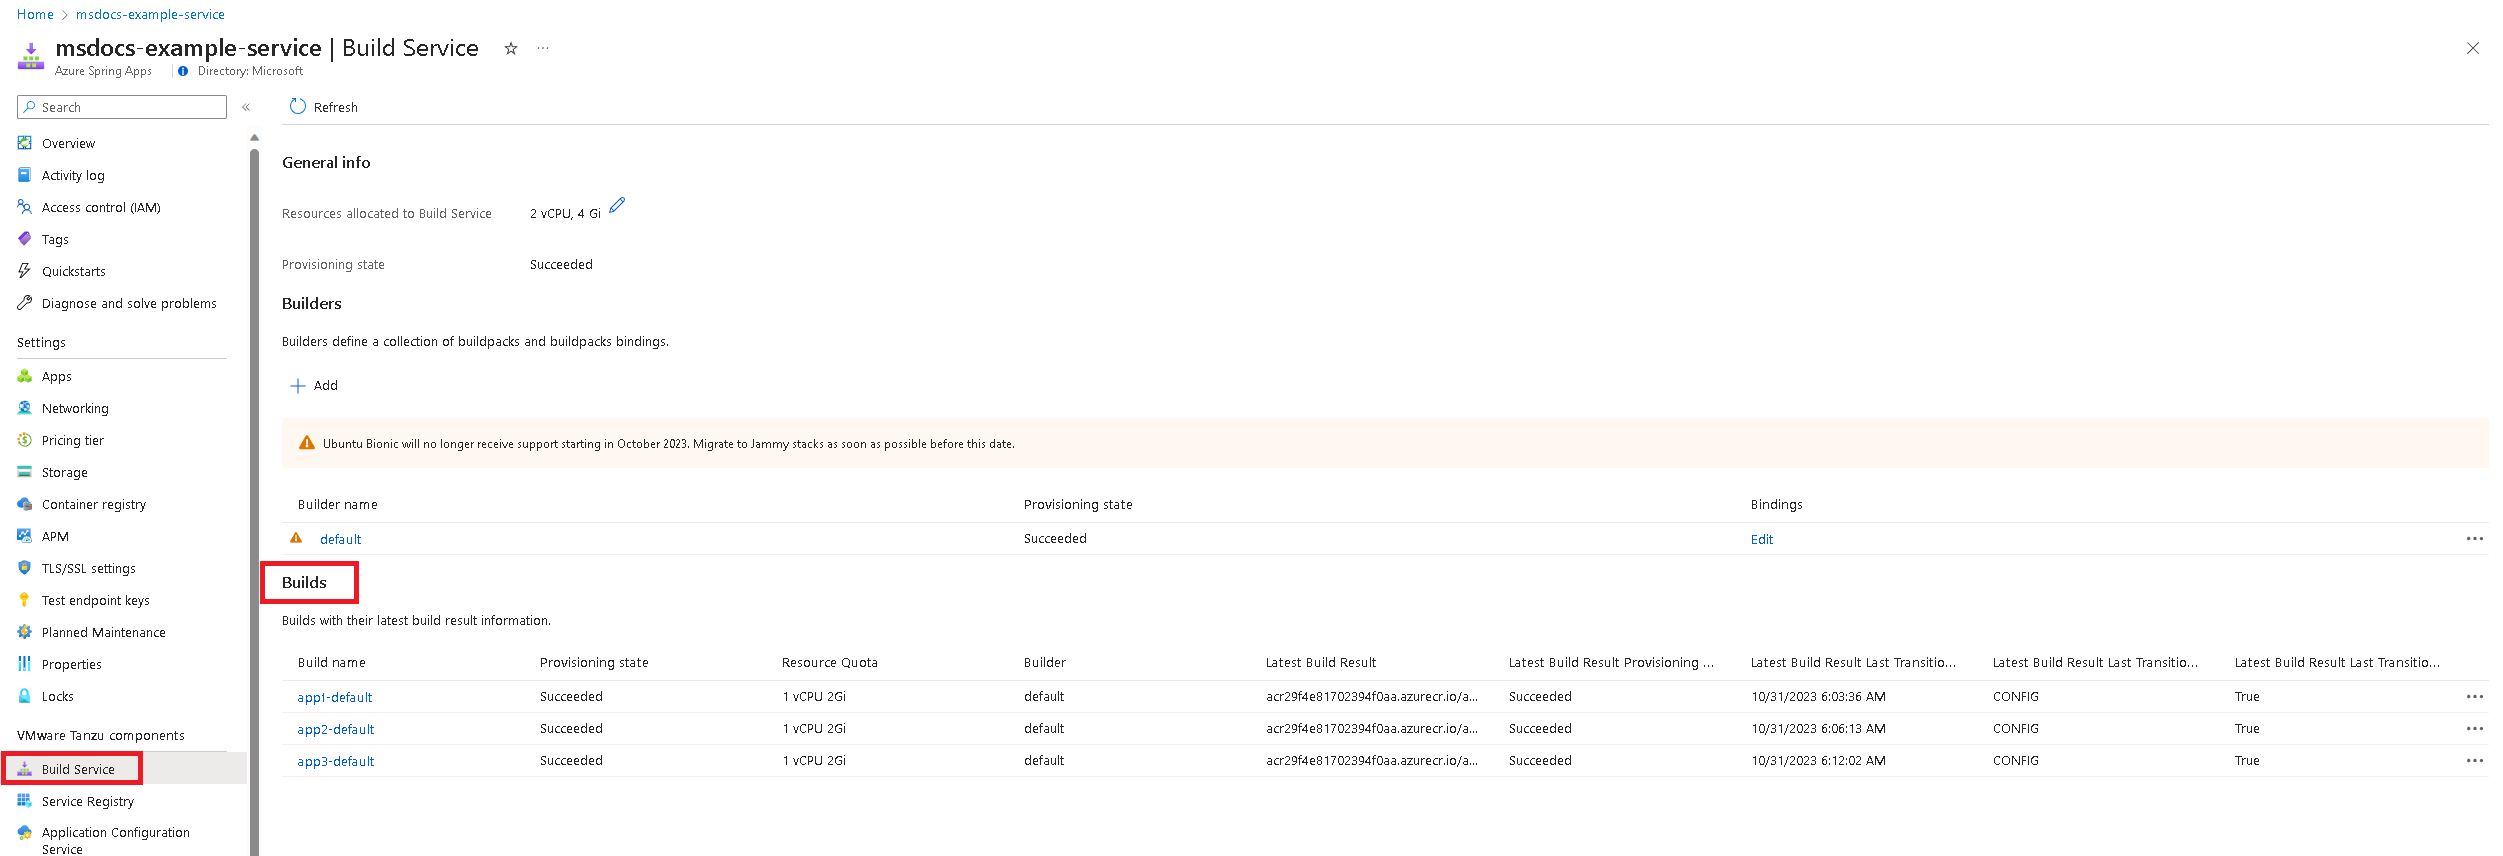 Home > msdocs-example-service
msdocs-example-service | Build Service
Azure Spring Apps
Directory: Microsoft
Search
Overview
Activity log
Access control (IAM)
Tags
Quickstarts
Diagnose and solve problems
Settings
Apps
Networking
Pricing tier
Storage
Container registry
APM
TLS/SSL settings
Test endpoint keys
Planned Maintenance
Properties
Locks
VMware Tanzu components
Build Service
Service Registry
Application Configuration
Service
Refresh
General info
Resources allocated to Build Service 2 vCPU, 4 Gi
Provisioning state Succeeded
Builders
Builders define a collection of buildpacks and buildpacks bindings.
Add
Ubuntu Bionic will no longer receive support starting in October 2023. Migrate to Jammy stacks as soon as possible before this date.
Builder name Provisioning state Bindings
default Succeeded Edit
Builds
Builds with their latest build result information.
Build name Provisioning state Resource Quota Builder Latest Build Result Latest Build Result Provisioning ... Latest Build Result Last Transitio... Latest Build Result Last Transitio... Latest Build Result Last Transitio...
app1-default Succeeded 1 vCPU 2Gi default acr29f4e81702394f0aa.azurecr.io/a... Succeeded 10/31/2023 6:03:36 AM CONFIG True
app2-default Succeeded 1 vCPU 2Gi default acr29f4e81702394f0aa.azurecr.io/a... Succeeded 10/31/2023 6:06:13 AM CONFIG True
app3-default Succeeded 1 vCPU 2Gi default acr29f4e81702394f0aa.azurecr.io/a... Succeeded 10/31/2023 6:12:02 AM CONFIG True